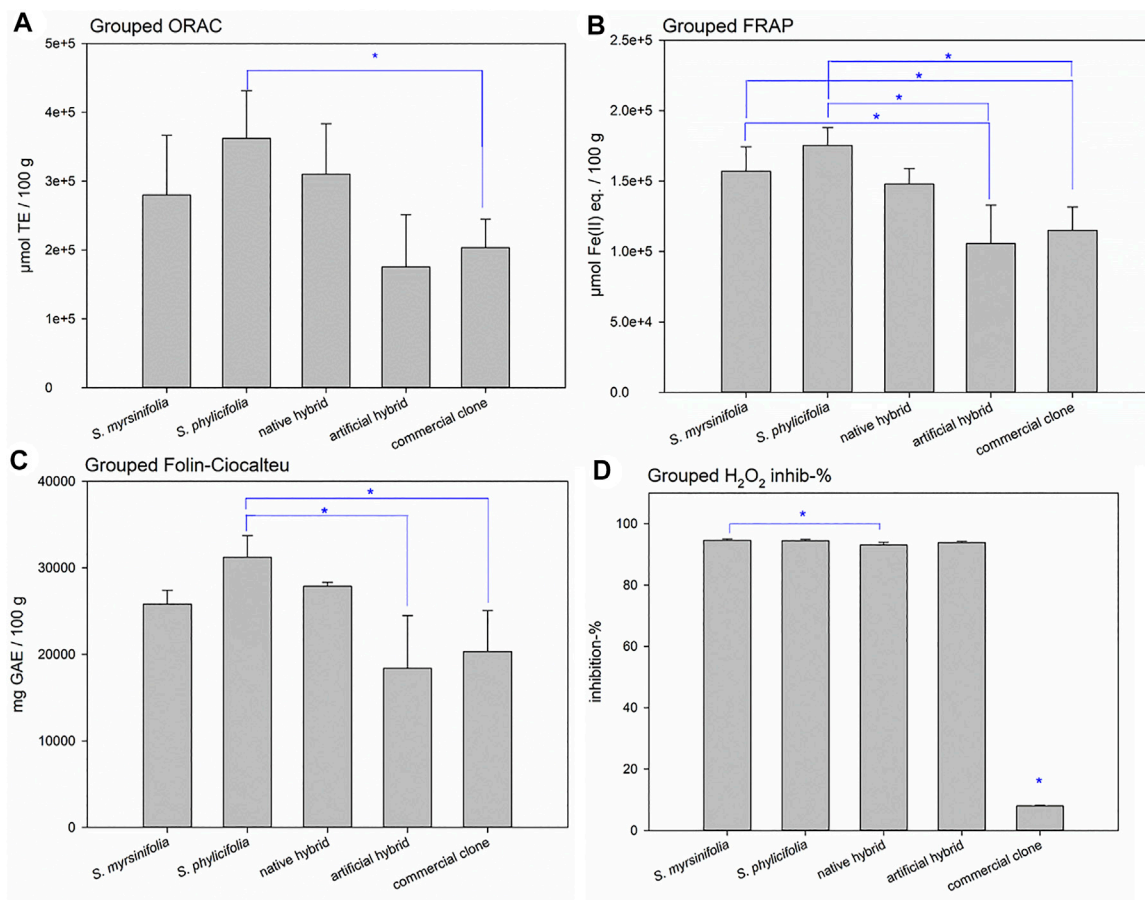 A
Grouped ORAC
5e+5
4e+5
3e+5
2e+5
1e+5
0
µmol TE / 100 g
*
S. myrsinifolia
S. phylicifolia
native hybrid
artificial hybrid
commercial clone
B
Grouped FRAP
2.5e+5
2.0e+5
1.5e+5
1.0e+5
5.0e+4
0.0
µmol Fe(II) eq. / 100 g
*
*
*
*
S. myrsinifolia
S. phylicifolia
native hybrid
artificial hybrid
commercial clone
C
Grouped Folin-Ciocalteu
40000
30000
20000
10000
0
mg GAE / 100 g
*
*
S. myrsinifolia
S. phylicifolia
native hybrid
artificial hybrid
commercial clone
D
Grouped H₂O₂ inhib-%
100
80
60
40
20
0
inhibition-%
*
*
S. myrsinifolia
S. phylicifolia
native hybrid
artificial hybrid
commercial clone